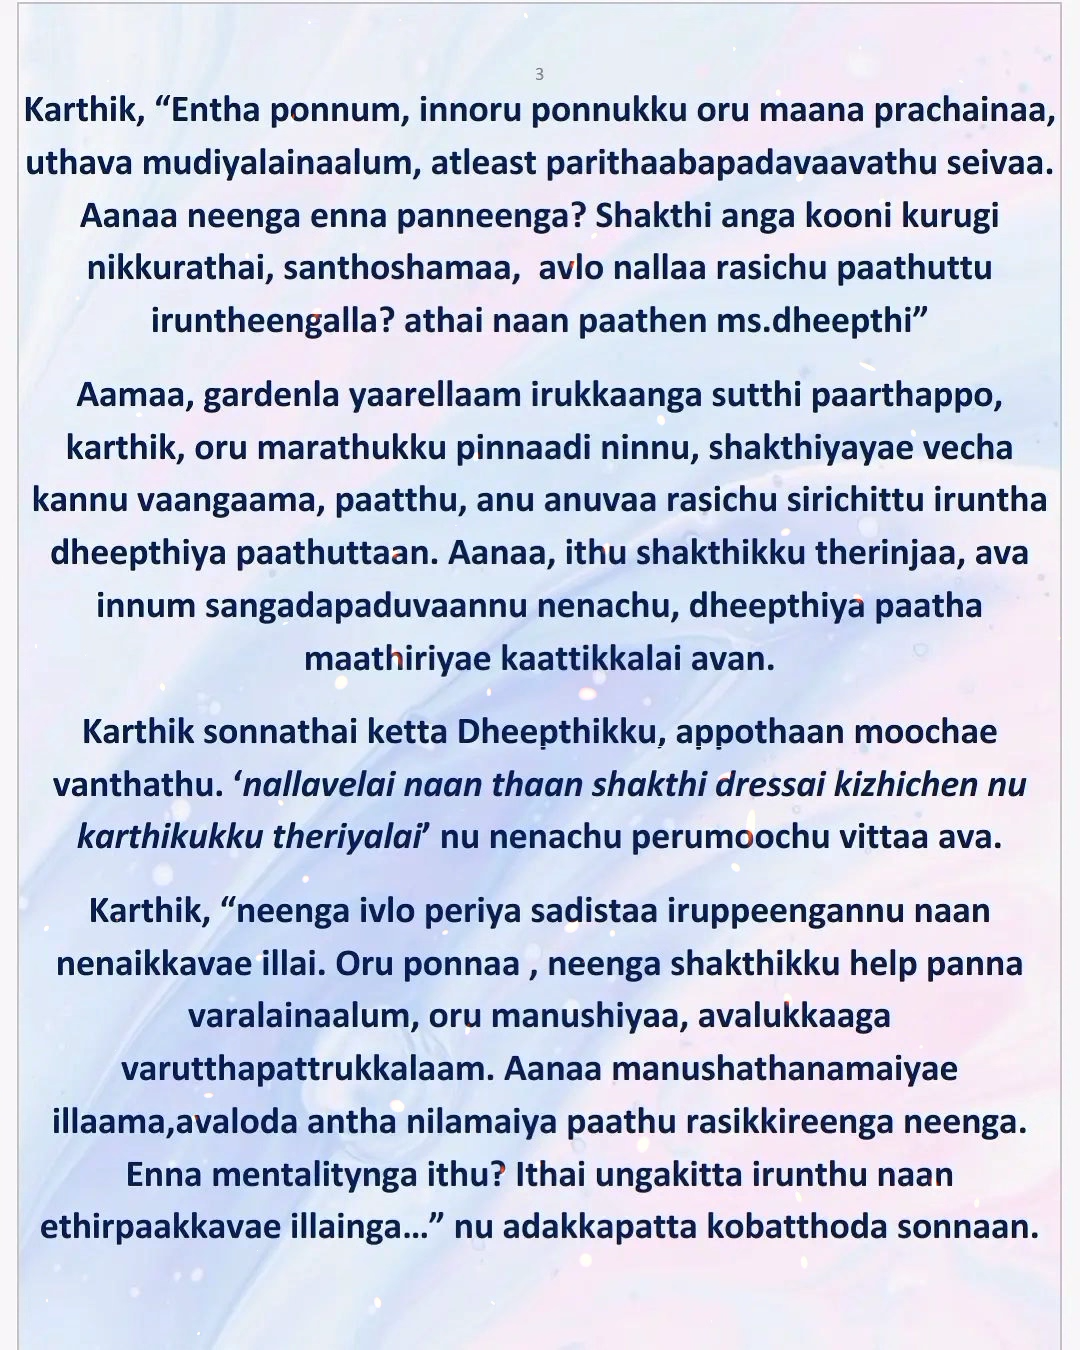 3
Karthik, “Entha ponnum, innoru ponnukku oru maana prachainaa,
uthava mudiyalainaalum, atleast parithaabapadavaavathu seivaa.
Aanaa neenga enna panneenga? Shakthi anga kooni kurugi
nikkurathai, santhoshamaa,  avlo nallaa rasichu paathuttu
iruntheengalla? athai naan paathen ms.dheepthi”
Aamaa, gardenla yaarellaam irukkaanga sutthi paarthappo,
karthik, oru marathukku pinnaadi ninnu, shakthiyayae vecha
kannu vaangaama, paatthu, anu anuvaa rasichu sirichittu iruntha
dheepthiya paathuttaan. Aanaa, ithu shakthikku therinjaa, ava
innum sangadapaduvaannu nenachu, dheepthiya paatha
maathiriyae kaattikkalai avan.
Karthik sonnathai ketta Dheepthikku, appothaan moochae
vanthathu. ‘nallavelai naan thaan shakthi dressai kizhichen nu
karthikukku theriyalai’ nu nenachu perumoochu vittaa ava.
Karthik, “neenga ivlo periya sadistaa iruppeengannu naan
nenaikkavae illai. Oru ponnaa , neenga shakthikku help panna
varalainaalum, oru manushiyaa, avalukkaaga
varutthapattrukkalaam. Aanaa manushathanamaiyae
illaama,avaloda antha nilamaiya paathu rasikkireenga neenga.
Enna mentalitynga ithu? Ithai ungakitta irunthu naan
ethirpaakkavae illainga...” nu adakkapatta kobatthoda sonnaan.